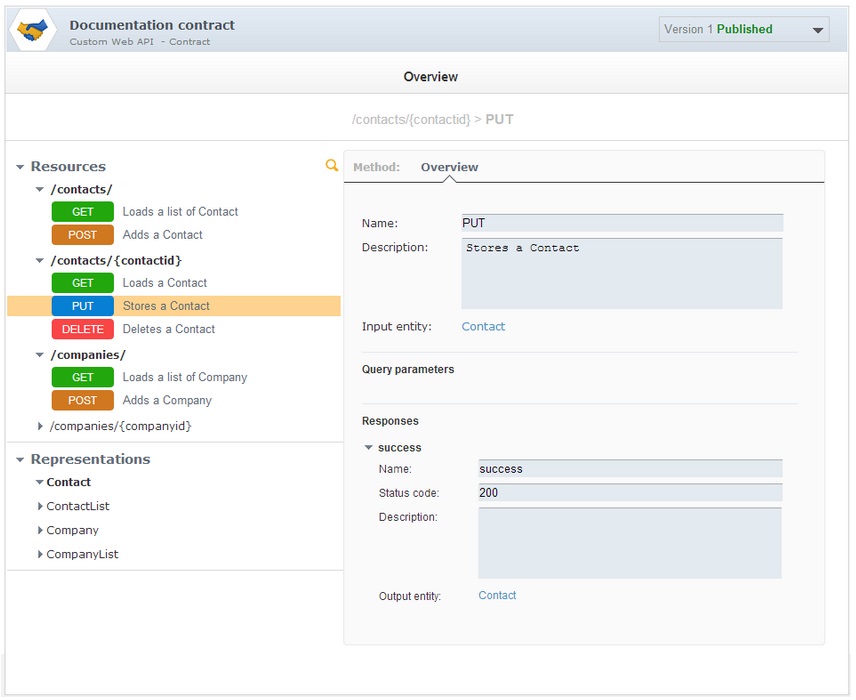 Documentation contract
Custom Web API - Contract
Version 1 Published
Overview
/contacts/{contactid} > PUT
Resources
/contacts/
GET Loads a list of Contact
POST Adds a Contact
/contacts/{contactid}
GET Loads a Contact
PUT Stores a Contact
DELETE Deletes a Contact
/companies/
GET Loads a list of Company
POST Adds a Company
/companies/{companyid}
Representations
Contact
ContactList
Company
CompanyList
Method: Overview
Name: PUT
Description: Stores a Contact
Input entity: Contact
Query parameters
Responses
success
Name: success
Status code: 200
Description:
Output entity: Contact